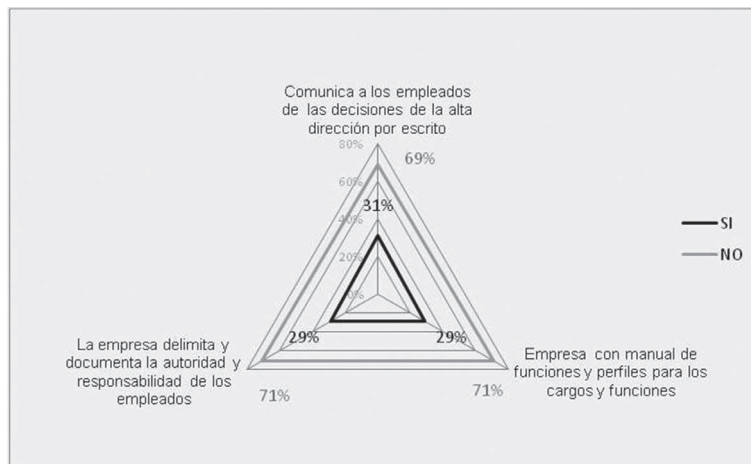 Comunica a los empleados
de las decisiones de la alta
dirección por escrito
80%
69%
60%
31%
40%
20%
0%
SI
NO
La empresa delimita y
documenta la autoridad y
responsabilidad de los
empleados
29%
71%
29%
71%
Empresa con manual de
funciones y perfiles para los
cargos y funciones